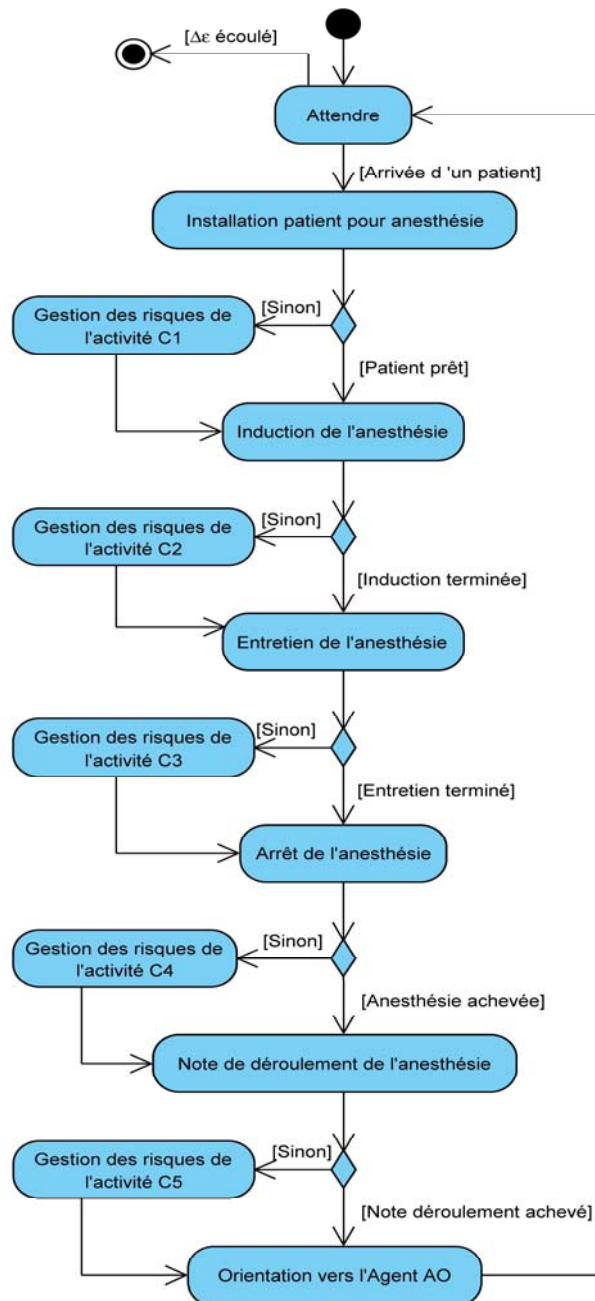 [Δε écoulé]
Attendre
[Arrivée d 'un patient]
Installation patient pour anesthésie
[Sinon]
Gestion des risques de
l'activité C1
[Patient prêt]
Induction de l'anesthésie
[Sinon]
Gestion des risques de
l'activité C2
[Induction terminée]
Entretien de l'anesthésie
[Sinon]
Gestion des risques de
l'activité C3
[Entretien terminé]
Arrêt de l'anesthésie
[Sinon]
Gestion des risques de
l'activité C4
[Anesthésie achevée]
Note de déroulement de l'anesthésie
[Sinon]
Gestion des risques de
l'activité C5
[Note déroulement achevé]
Orientation vers l'Agent AO